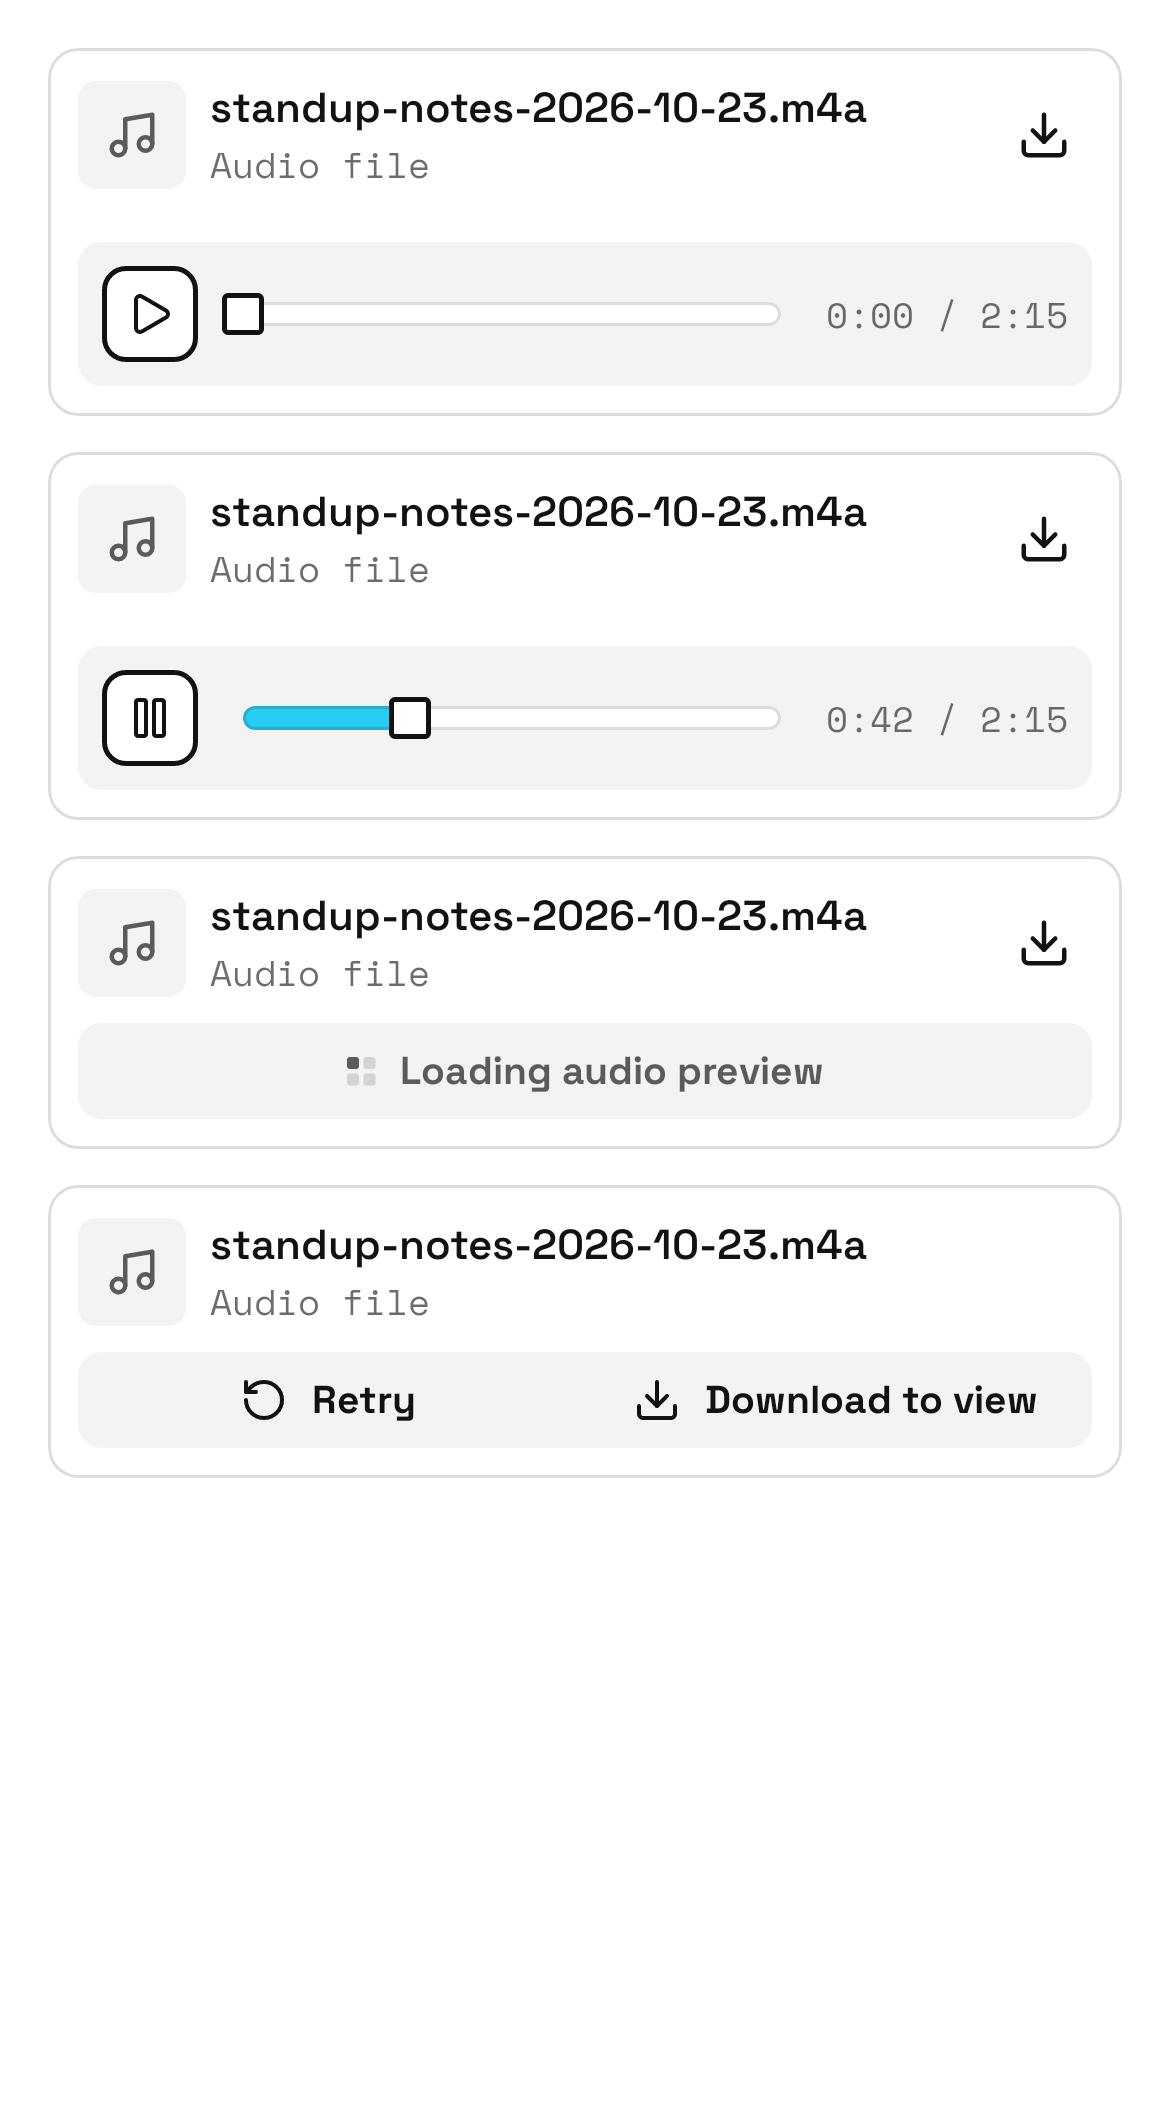 standup-notes-2026-10-23.m4a
Audio file
0:00 / 2:15
standup-notes-2026-10-23.m4a
Audio file
0:42 / 2:15
standup-notes-2026-10-23.m4a
Audio file
Loading audio preview
standup-notes-2026-10-23.m4a
Audio file
Retry
Download to view